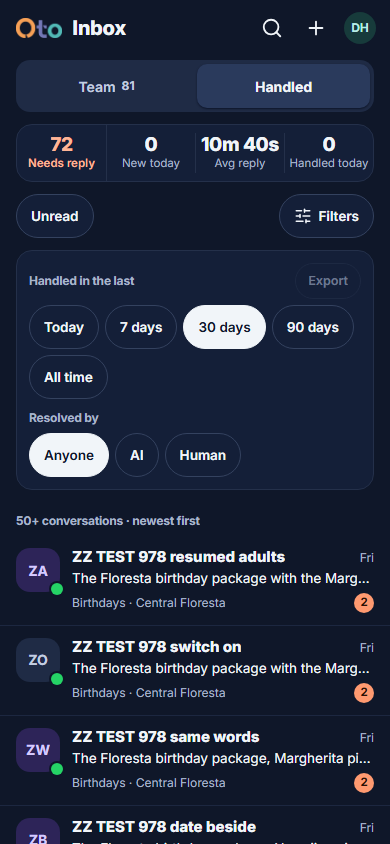 Oto Inbox DH
Team 81 Handled
72 0 10m 40s 0
Needs reply New today Avg reply Handled today
Unread Filters
Handled in the last Export
Today 7 days 30 days 90 days
All time
Resolved by
Anyone AI Human
50+ conversations · newest first
ZA ZZ TEST 978 resumed adults Fri
The Floresta birthday package with the Marg...
Birthdays · Central Floresta 2
ZO ZZ TEST 978 switch on Fri
The Floresta birthday package with the Marg...
Birthdays · Central Floresta 2
ZW ZZ TEST 978 same words Fri
The Floresta birthday package, Margherita pi...
Birthdays · Central Floresta 2
ZB ZZ TEST 978 date beside Fri